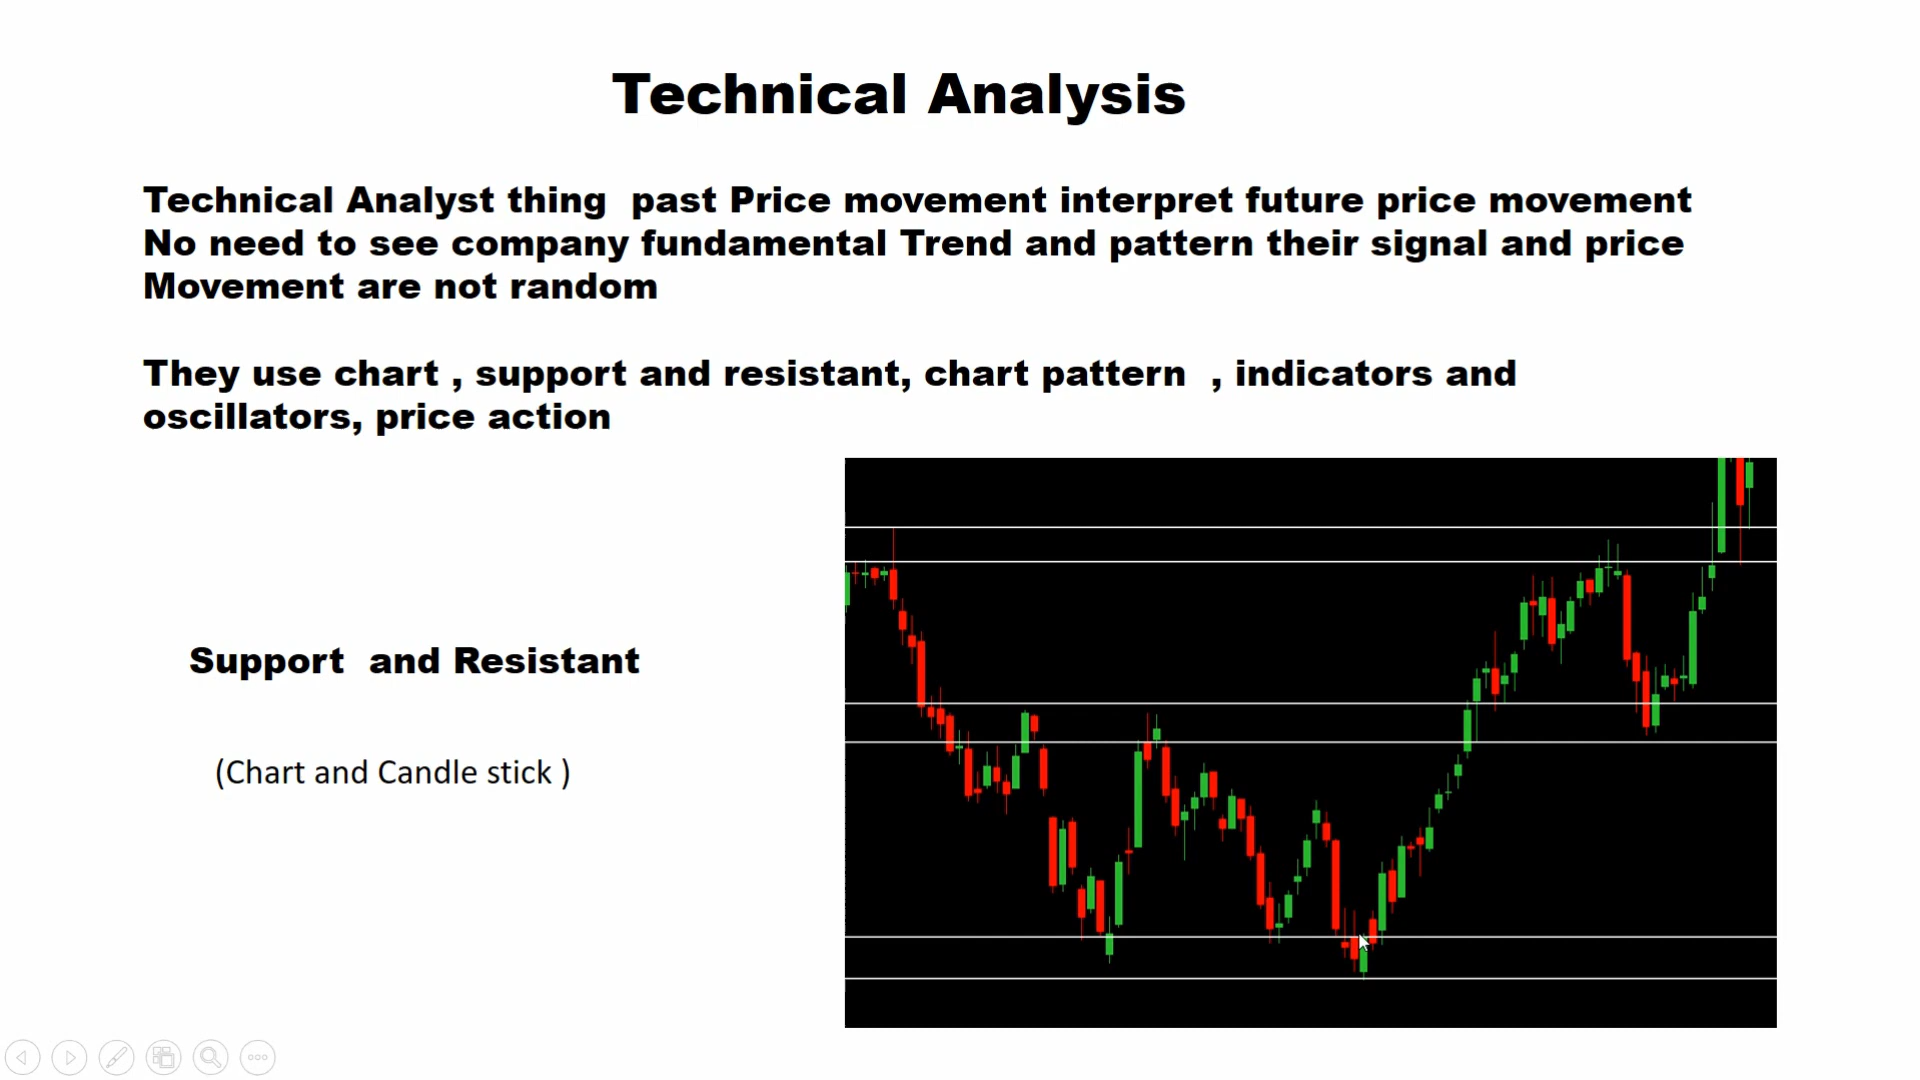 Technical Analysis
Technical Analyst thing past Price movement interpret future price movement
No need to see company fundamental Trend and pattern their signal and price
Movement are not random
They use chart , support and resistant, chart pattern , indicators and
oscillators, price action
Support and Resistant
(Chart and Candle stick )